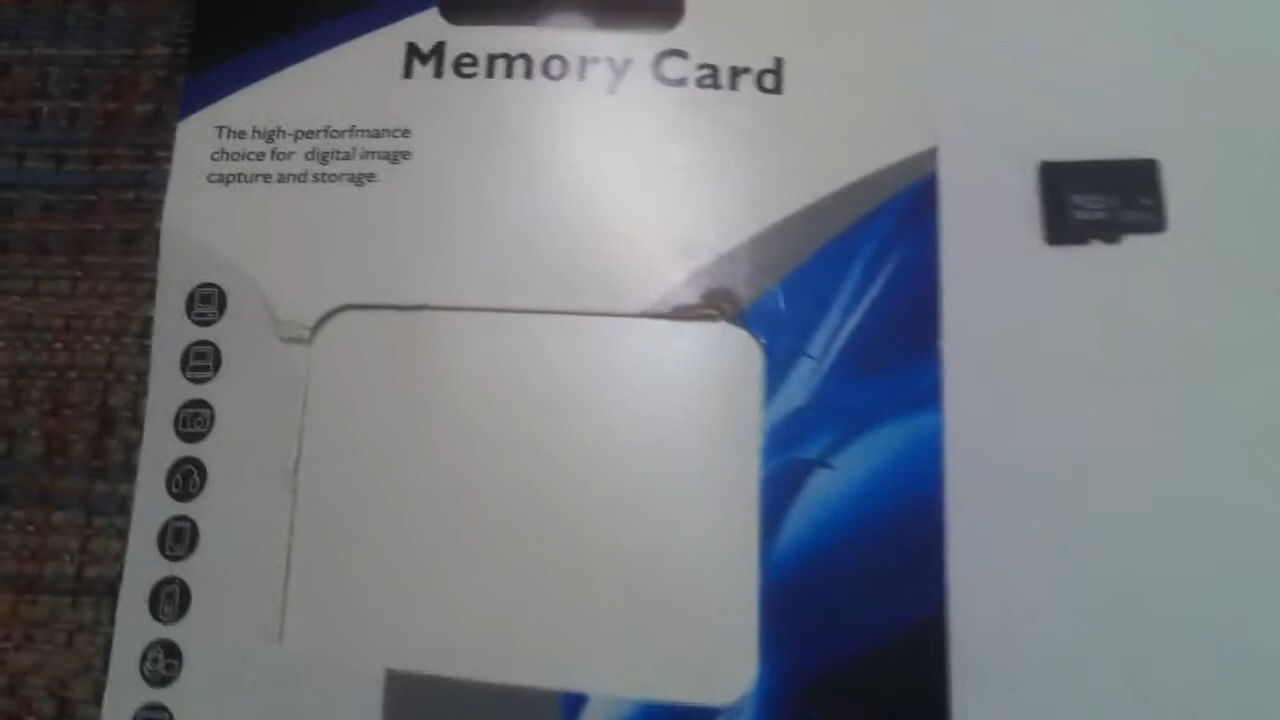 Memory Card
The high-perforfmance
choice for digital image
capture and storage.